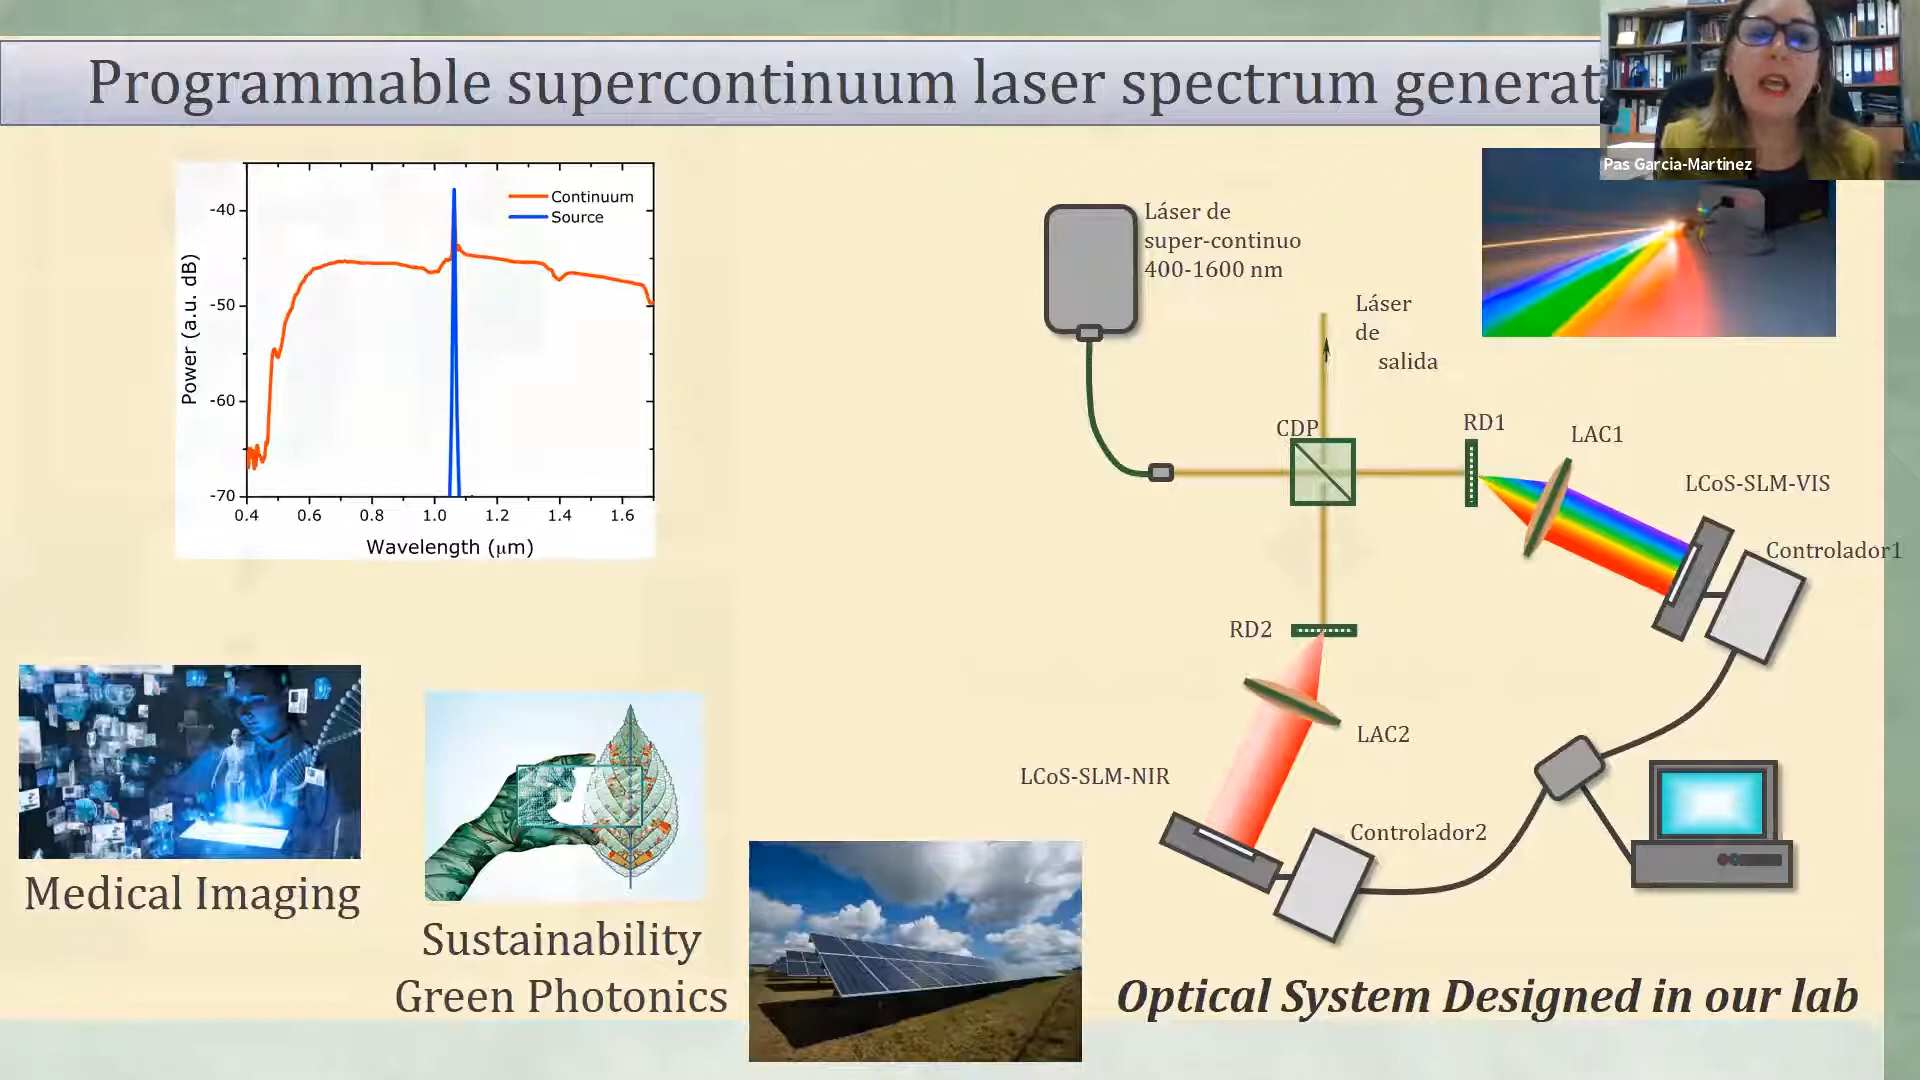 Programmable supercontinuum laser spectrum generat
Pas Garcia-Martinez
Continuum
Source
-40
-50
-60
-70
Power (a.u. dB)
0.4 0.6 0.8 1.0 1.2 1.4 1.6
Wavelength (μm)
Láser de
super-continuo
400-1600 nm
Láser
de
salida
CDP
RD1
LAC1
LCoS-SLM-VIS
Controlador1
RD2
LAC2
LCoS-SLM-NIR
Controlador2
Medical Imaging
Sustainability
Green Photonics
Optical System Designed in our lab